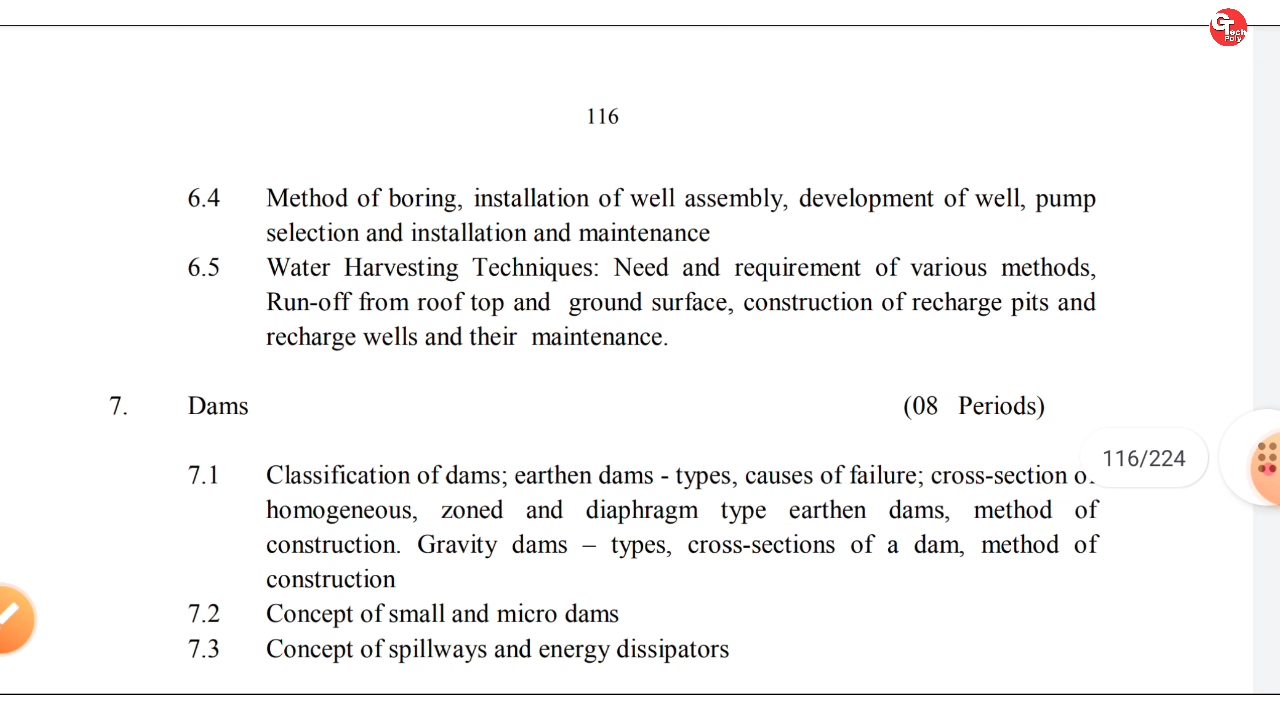 GTech
Poly
116
6.4 Method of boring, installation of well assembly, development of well, pump
selection and installation and maintenance
6.5 Water Harvesting Techniques: Need and requirement of various methods,
Run-off from roof top and ground surface, construction of recharge pits and
recharge wells and their maintenance.
7. Dams (08 Periods)
116/224
7.1 Classification of dams; earthen dams - types, causes of failure; cross-section
homogeneous, zoned and diaphragm type earthen dams, method of
construction. Gravity dams – types, cross-sections of a dam, method of
construction
7.2 Concept of small and micro dams
7.3 Concept of spillways and energy dissipators